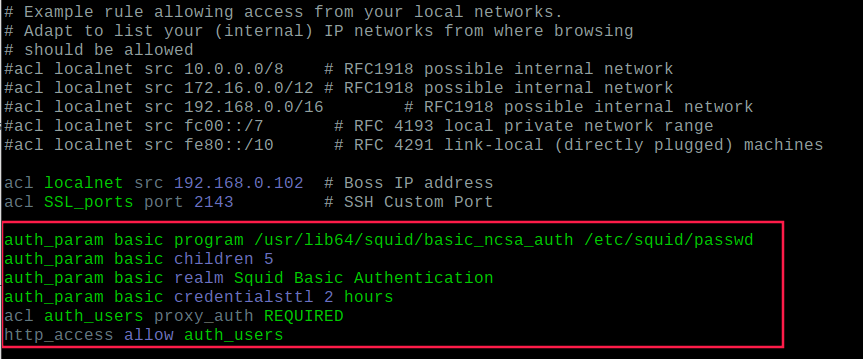 # Example rule allowing access from your local networks.
# Adapt to list your (internal) IP networks from where browsing
# should be allowed
#acl localnet src 10.0.0.0/8    # RFC1918 possible internal network
#acl localnet src 172.16.0.0/12 # RFC1918 possible internal network
#acl localnet src 192.168.0.0/16        # RFC1918 possible internal network
#acl localnet src fc00::/7       # RFC 4193 local private network range
#acl localnet src fe80::/10      # RFC 4291 link-local (directly plugged) machines
acl localnet src 192.168.0.102  # Boss IP address
acl SSL_ports port 2143         # SSH Custom Port
auth_param basic program /usr/lib64/squid/basic_ncsa_auth /etc/squid/passwd
auth_param basic children 5
auth_param basic realm Squid Basic Authentication
auth_param basic credentialsttl 2 hours
acl auth_users proxy_auth REQUIRED
http_access allow auth_users